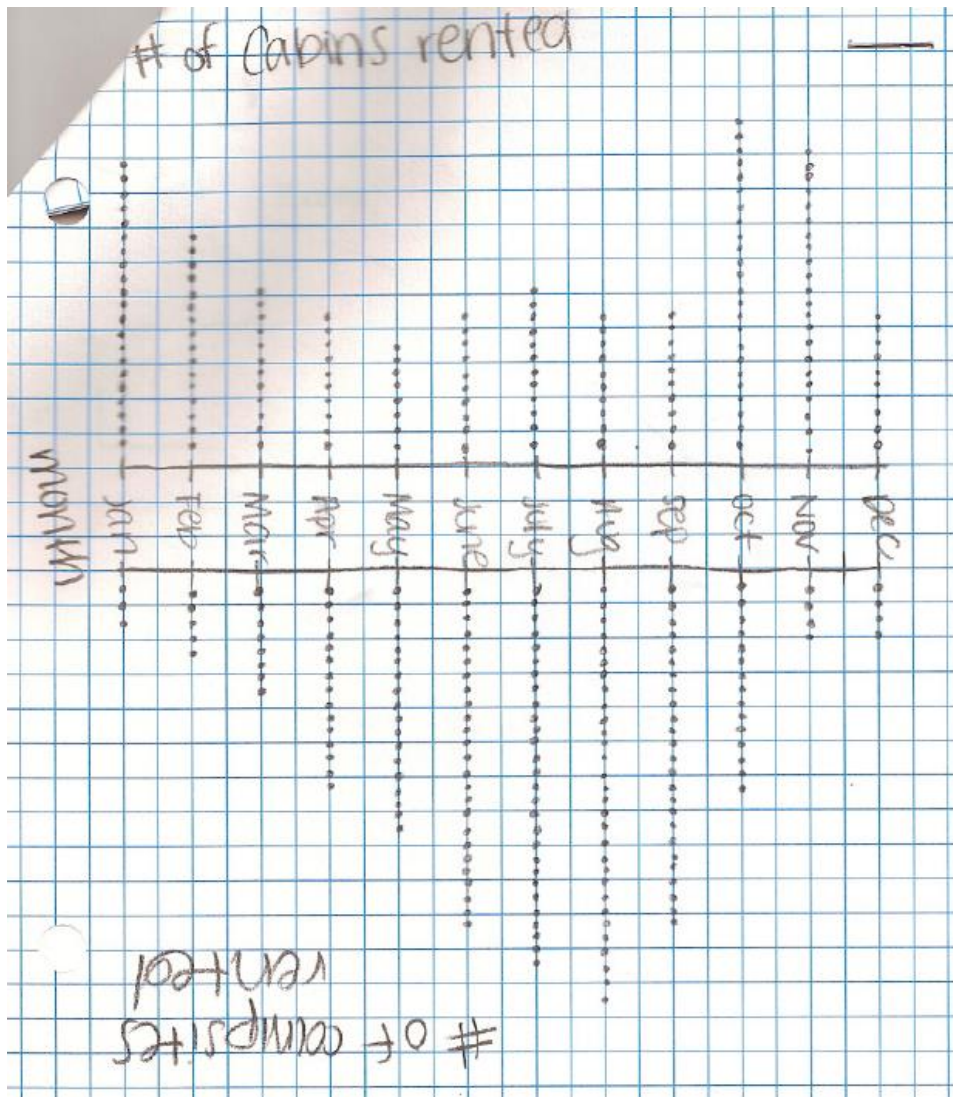 # of Cabins rented
month
Jan
Feb
Mar
Apr
May
June
July
Aug
Sep
Oct
Nov
Dec
# of campsites
rented